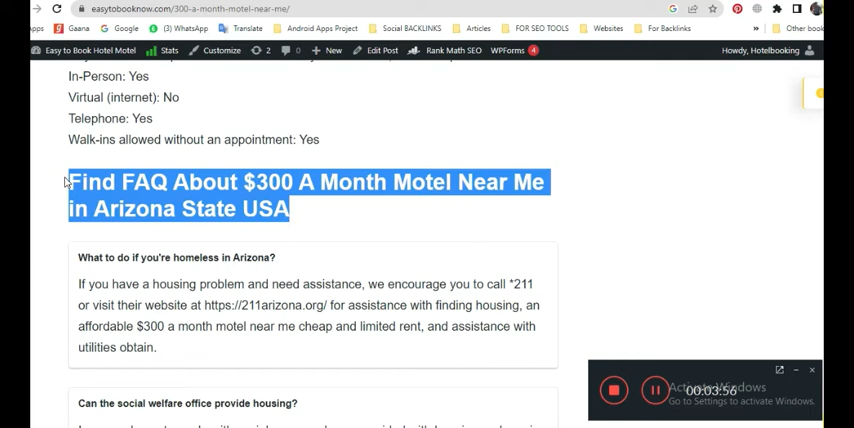 easytobooknow.com/300-a-month-motel-near-me/
Apps Gaana Google (3) WhatsApp Translate Android Apps Project Social BACKLINKS Articles FOR SEO TOOLS Websites For Backlinks » Other book
Easy to Book Hotel Motel Stats Customize 2 0 New Edit Post Rank Math SEO WPForms 4 Howdy, Hotelbooking
In-Person: Yes
Virtual (internet): No
Telephone: Yes
Walk-ins allowed without an appointment: Yes
Find FAQ About $300 A Month Motel Near Me
in Arizona State USA
What to do if you're homeless in Arizona?
If you have a housing problem and need assistance, we encourage you to call *211
or visit their website at https://211arizona.org/ for assistance with finding housing, an
affordable $300 a month motel near me cheap and limited rent, and assistance with
utilities obtain.
00:03:56
Activate Windows
Go to Settings to activate Windows.
Can the social welfare office provide housing?